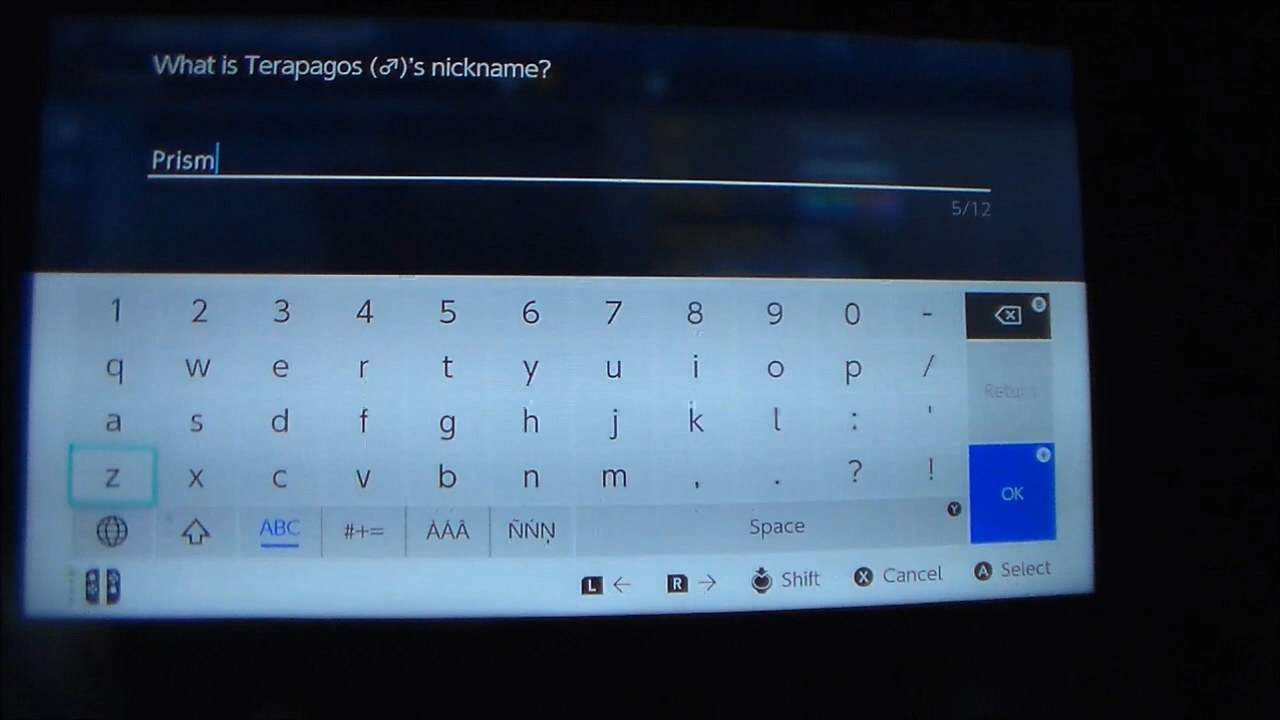 What is Terapagos (♂)'s nickname?
Prism
5/12
1 2 3 4 5 6 7 8 9 0 -
q w e r t y u i o p /
Return
a s d f g h j k l : '
z x c v b n m , . ? !
OK
ABC #+= ÀÁÂ ÑŃŅ Space Y
L ← R → Shift X Cancel A Select